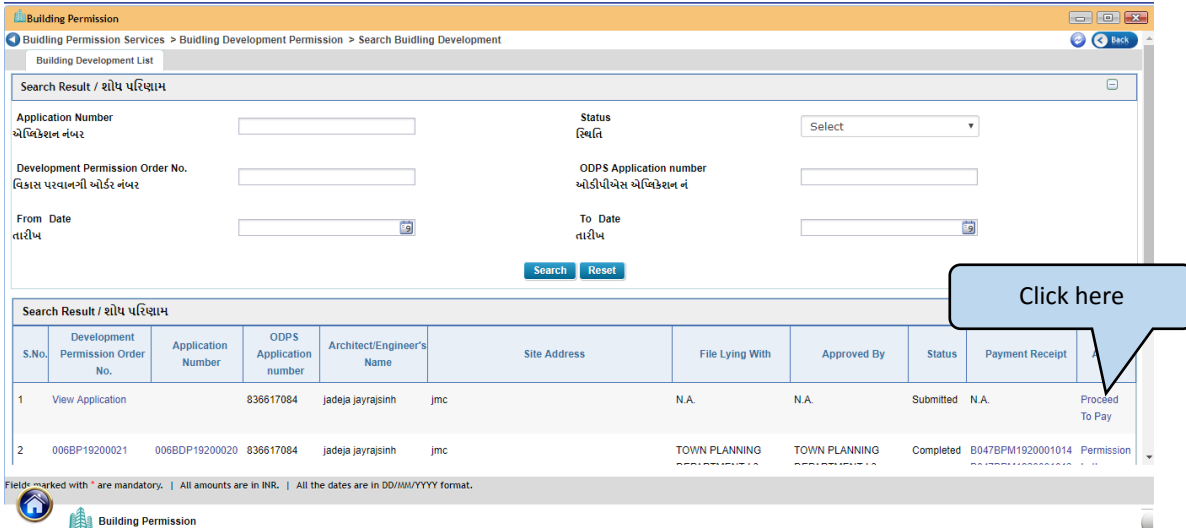 Building Permission
Buidling Permission Services > Buidling Development Permission > Search Buidling Development
Back
Building Development List
Search Result / શોધ પરિણામ
Application Number
એપ્લિકેશન નંબર
Status
સ્થિતિ
Select
Development Permission Order No.
વિકાસ પરવાનગી ઓર્ડર નંબર
ODPS Application number
ઓડીપીએસ એપ્લિકેશન નં
From Date
તારીખ
To Date
તારીખ
Search Reset
Click here
Search Result / શોધ પરિણામ
S.No. Development Permission Order No. Application Number ODPS Application number Architect/Engineer's Name Site Address File Lying With Approved By Status Payment Receipt
1 View Application 836617084 jadeja jayrajsinh jmc N.A. N.A. Submitted N.A. Proceed To Pay
2 006BP19200021 006BDP19200020 836617084 jadeja jayrajsinh jmc TOWN PLANNING TOWN PLANNING Completed B047BPM1920001014 Permission
Fields marked with * are mandatory. | All amounts are in INR. | All the dates are in DD/MM/YYYY format.
Building Permission